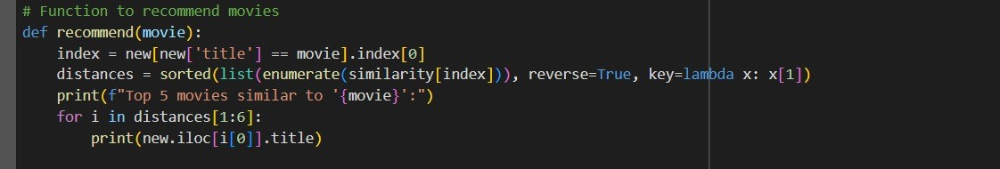 # Function to recommend movies
def recommend(movie):
    index = new[new['title'] == movie].index[0]
    distances = sorted(list(enumerate(similarity[index])), reverse=True, key=lambda x: x[1])
    print(f"Top 5 movies similar to '{movie}':")
    for i in distances[1:6]:
        print(new.iloc[i[0]].title)